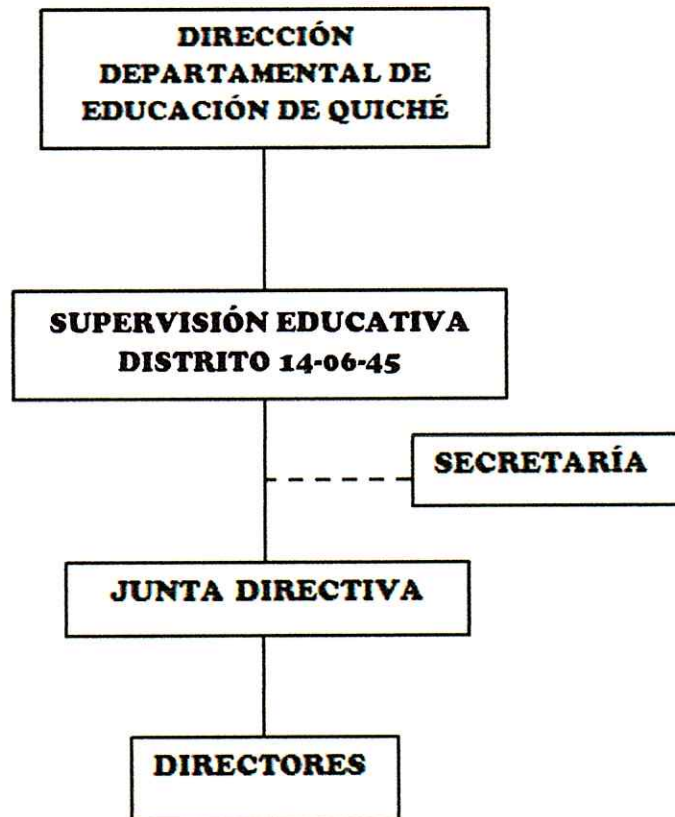 DIRECCIÓN
DEPARTAMENTAL DE
EDUCACIÓN DE QUICHÉ
SUPERVISIÓN EDUCATIVA
DISTRITO 14-06-45
SECRETARÍA
JUNTA DIRECTIVA
DIRECTORES